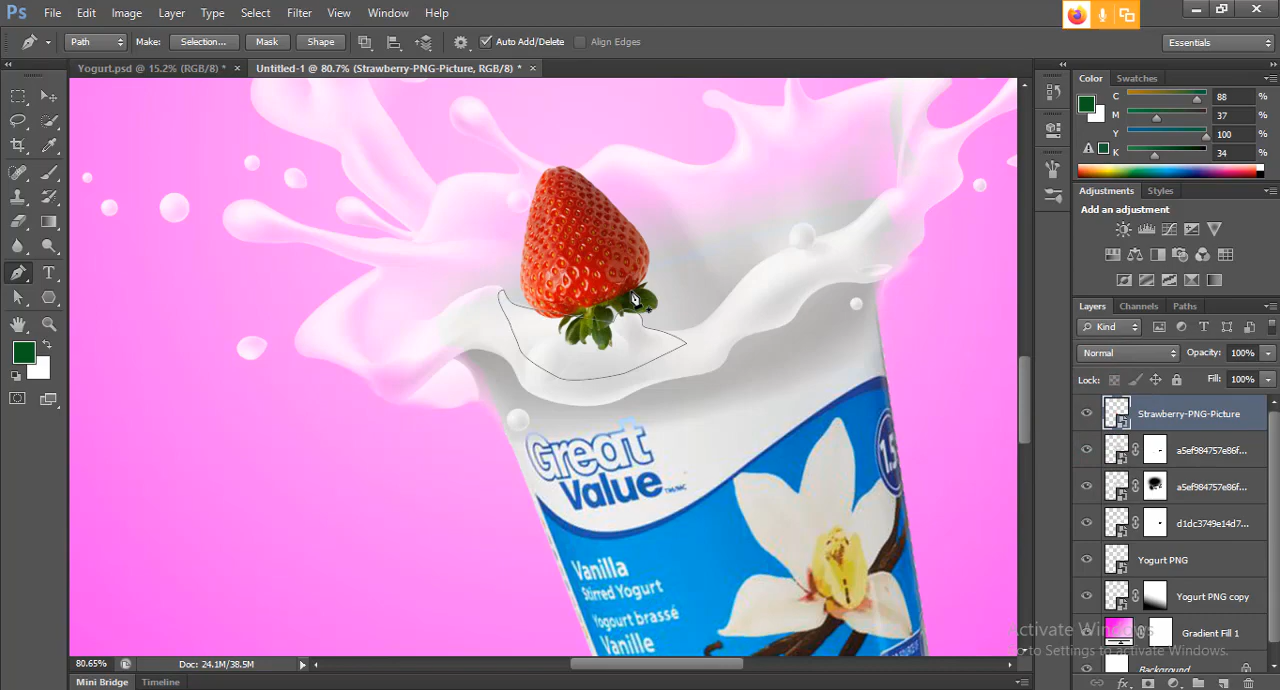 Ps File Edit Image Layer Type Select Filter View Window Help
Path Make: Selection... Mask Shape Auto Add/Delete Align Edges Essentials
Yogurt.psd @ 15.2% (RGB/8) * × Untitled-1 @ 80.7% (Strawberry-PNG-Picture, RGB/8) * ×
Color Swatches
C 88 %
M 37 %
Y 100 %
K 34 %
Adjustments Styles
Add an adjustment
Layers Channels Paths
Kind
Normal Opacity: 100%
Lock: Fill: 100%
Strawberry-PNG-Picture
a5ef984757e86f...
a5ef984757e86f...
d1dc3749e14d7...
Yogurt PNG
Yogurt PNG copy
Gradient Fill 1
Background
fx
T
Great
Value
1.5
Vanilla
Stirred Yogurt
Yogourt brassé
Vanille
Activate Windows
Go to Settings to activate Windows.
80.65% Doc: 24.1M/38.5M
Mini Bridge Timeline